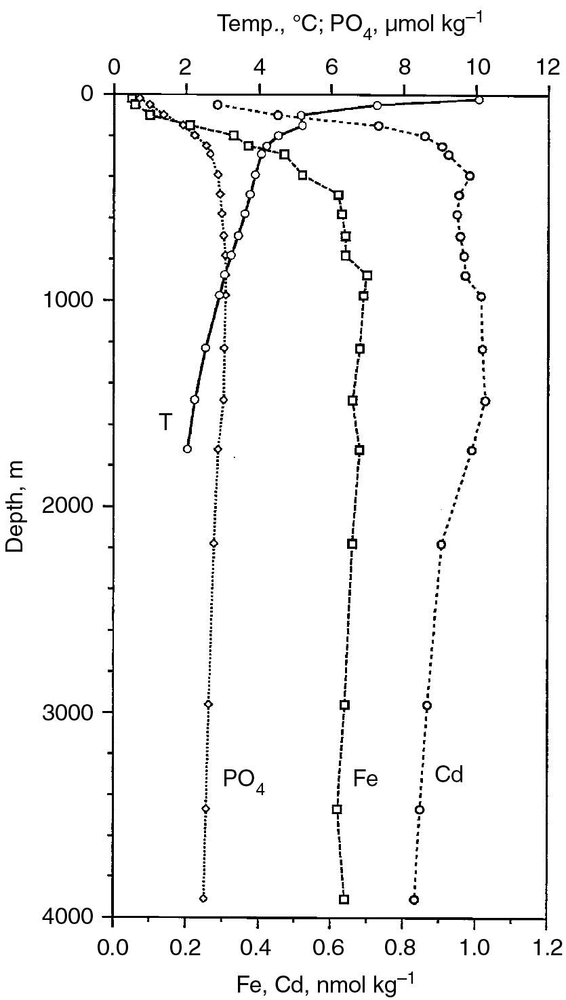 Temp., °C; PO₄, μmol kg⁻¹
0 2 4 6 8 10 12
0
1000
T
Depth, m
2000
3000
PO₄ Fe Cd
4000
0.0 0.2 0.4 0.6 0.8 1.0 1.2
Fe, Cd, nmol kg⁻¹